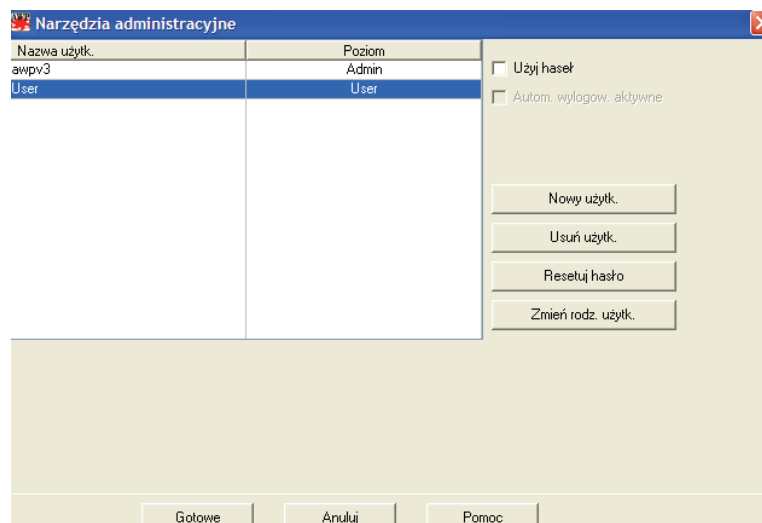 Narzędzia administracyjne
Nazwa użytk. Poziom
awpv3 Admin
User User
Użyj haseł
Autom. wylogow. aktywne
Nowy użytk.
Usuń użytk.
Resetuj hasło
Zmień rodz. użytk.
Gotowe Anuluj Pomoc